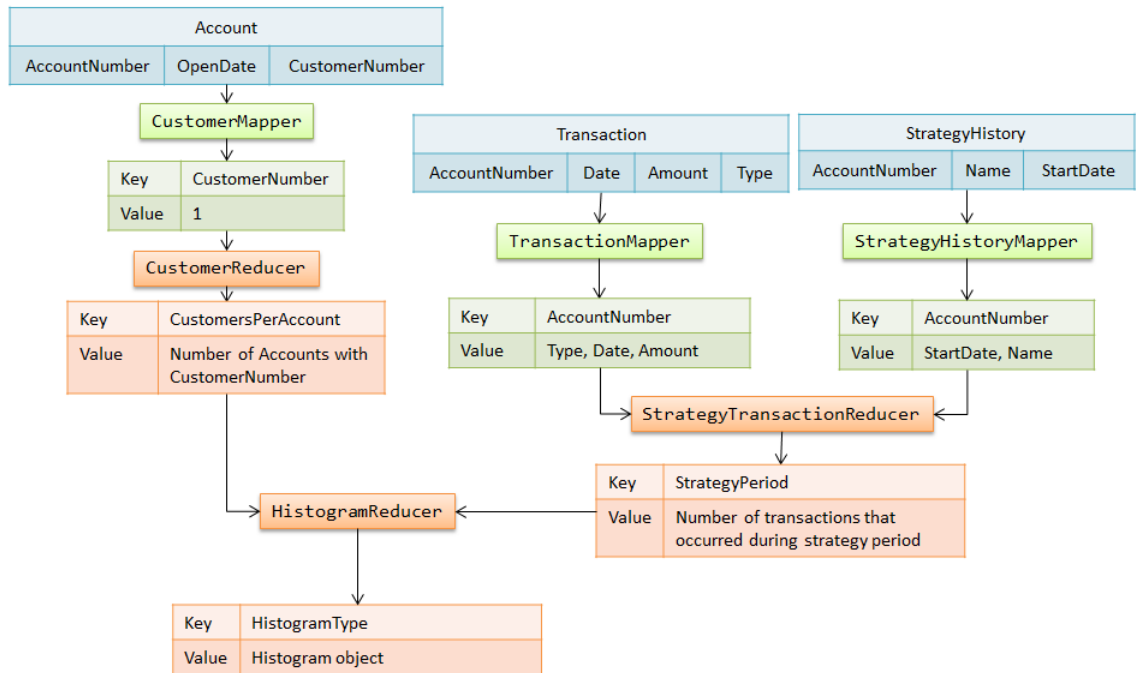 Account
AccountNumber OpenDate CustomerNumber
CustomerMapper
Key CustomerNumber
Value 1
CustomerReducer
Key CustomersPerAccount
Value Number of Accounts with
CustomerNumber
Transaction
AccountNumber Date Amount Type
TransactionMapper
Key AccountNumber
Value Type, Date, Amount
StrategyHistory
AccountNumber Name StartDate
StrategyHistoryMapper
Key AccountNumber
Value StartDate, Name
StrategyTransactionReducer
Key StrategyPeriod
Value Number of transactions that
occurred during strategy period
HistogramReducer
Key HistogramType
Value Histogram object